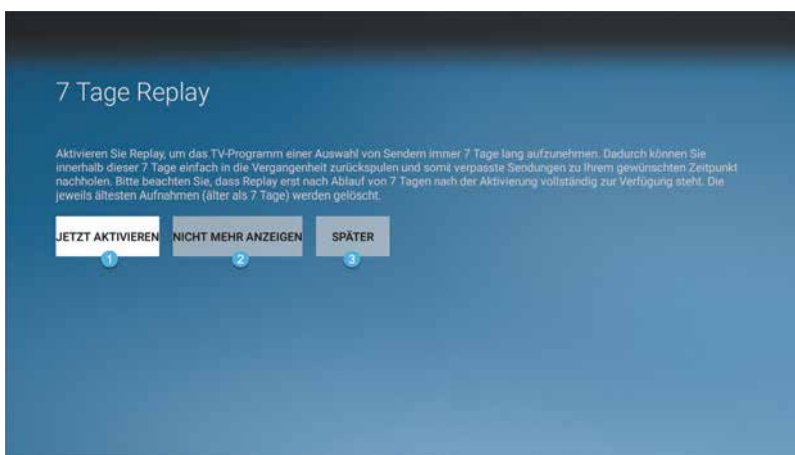 7 Tage Replay
Aktivieren Sie Replay, um das TV-Programm einer Auswahl von Sendern immer 7 Tage lang aufzunehmen. Dadurch können Sie
innerhalb dieser 7 Tage einfach in die Vergangenheit zurückspulen und somit verpasste Sendungen zu Ihrem gewünschten Zeitpunkt
nachholen. Bitte beachten Sie, dass Replay erst nach Ablauf von 7 Tagen nach der Aktivierung vollständig zur Verfügung steht. Die
jeweils ältesten Aufnahmen (älter als 7 Tage) werden gelöscht.
JETZT AKTIVIEREN NICHT MEHR ANZEIGEN SPÄTER
1 2 3